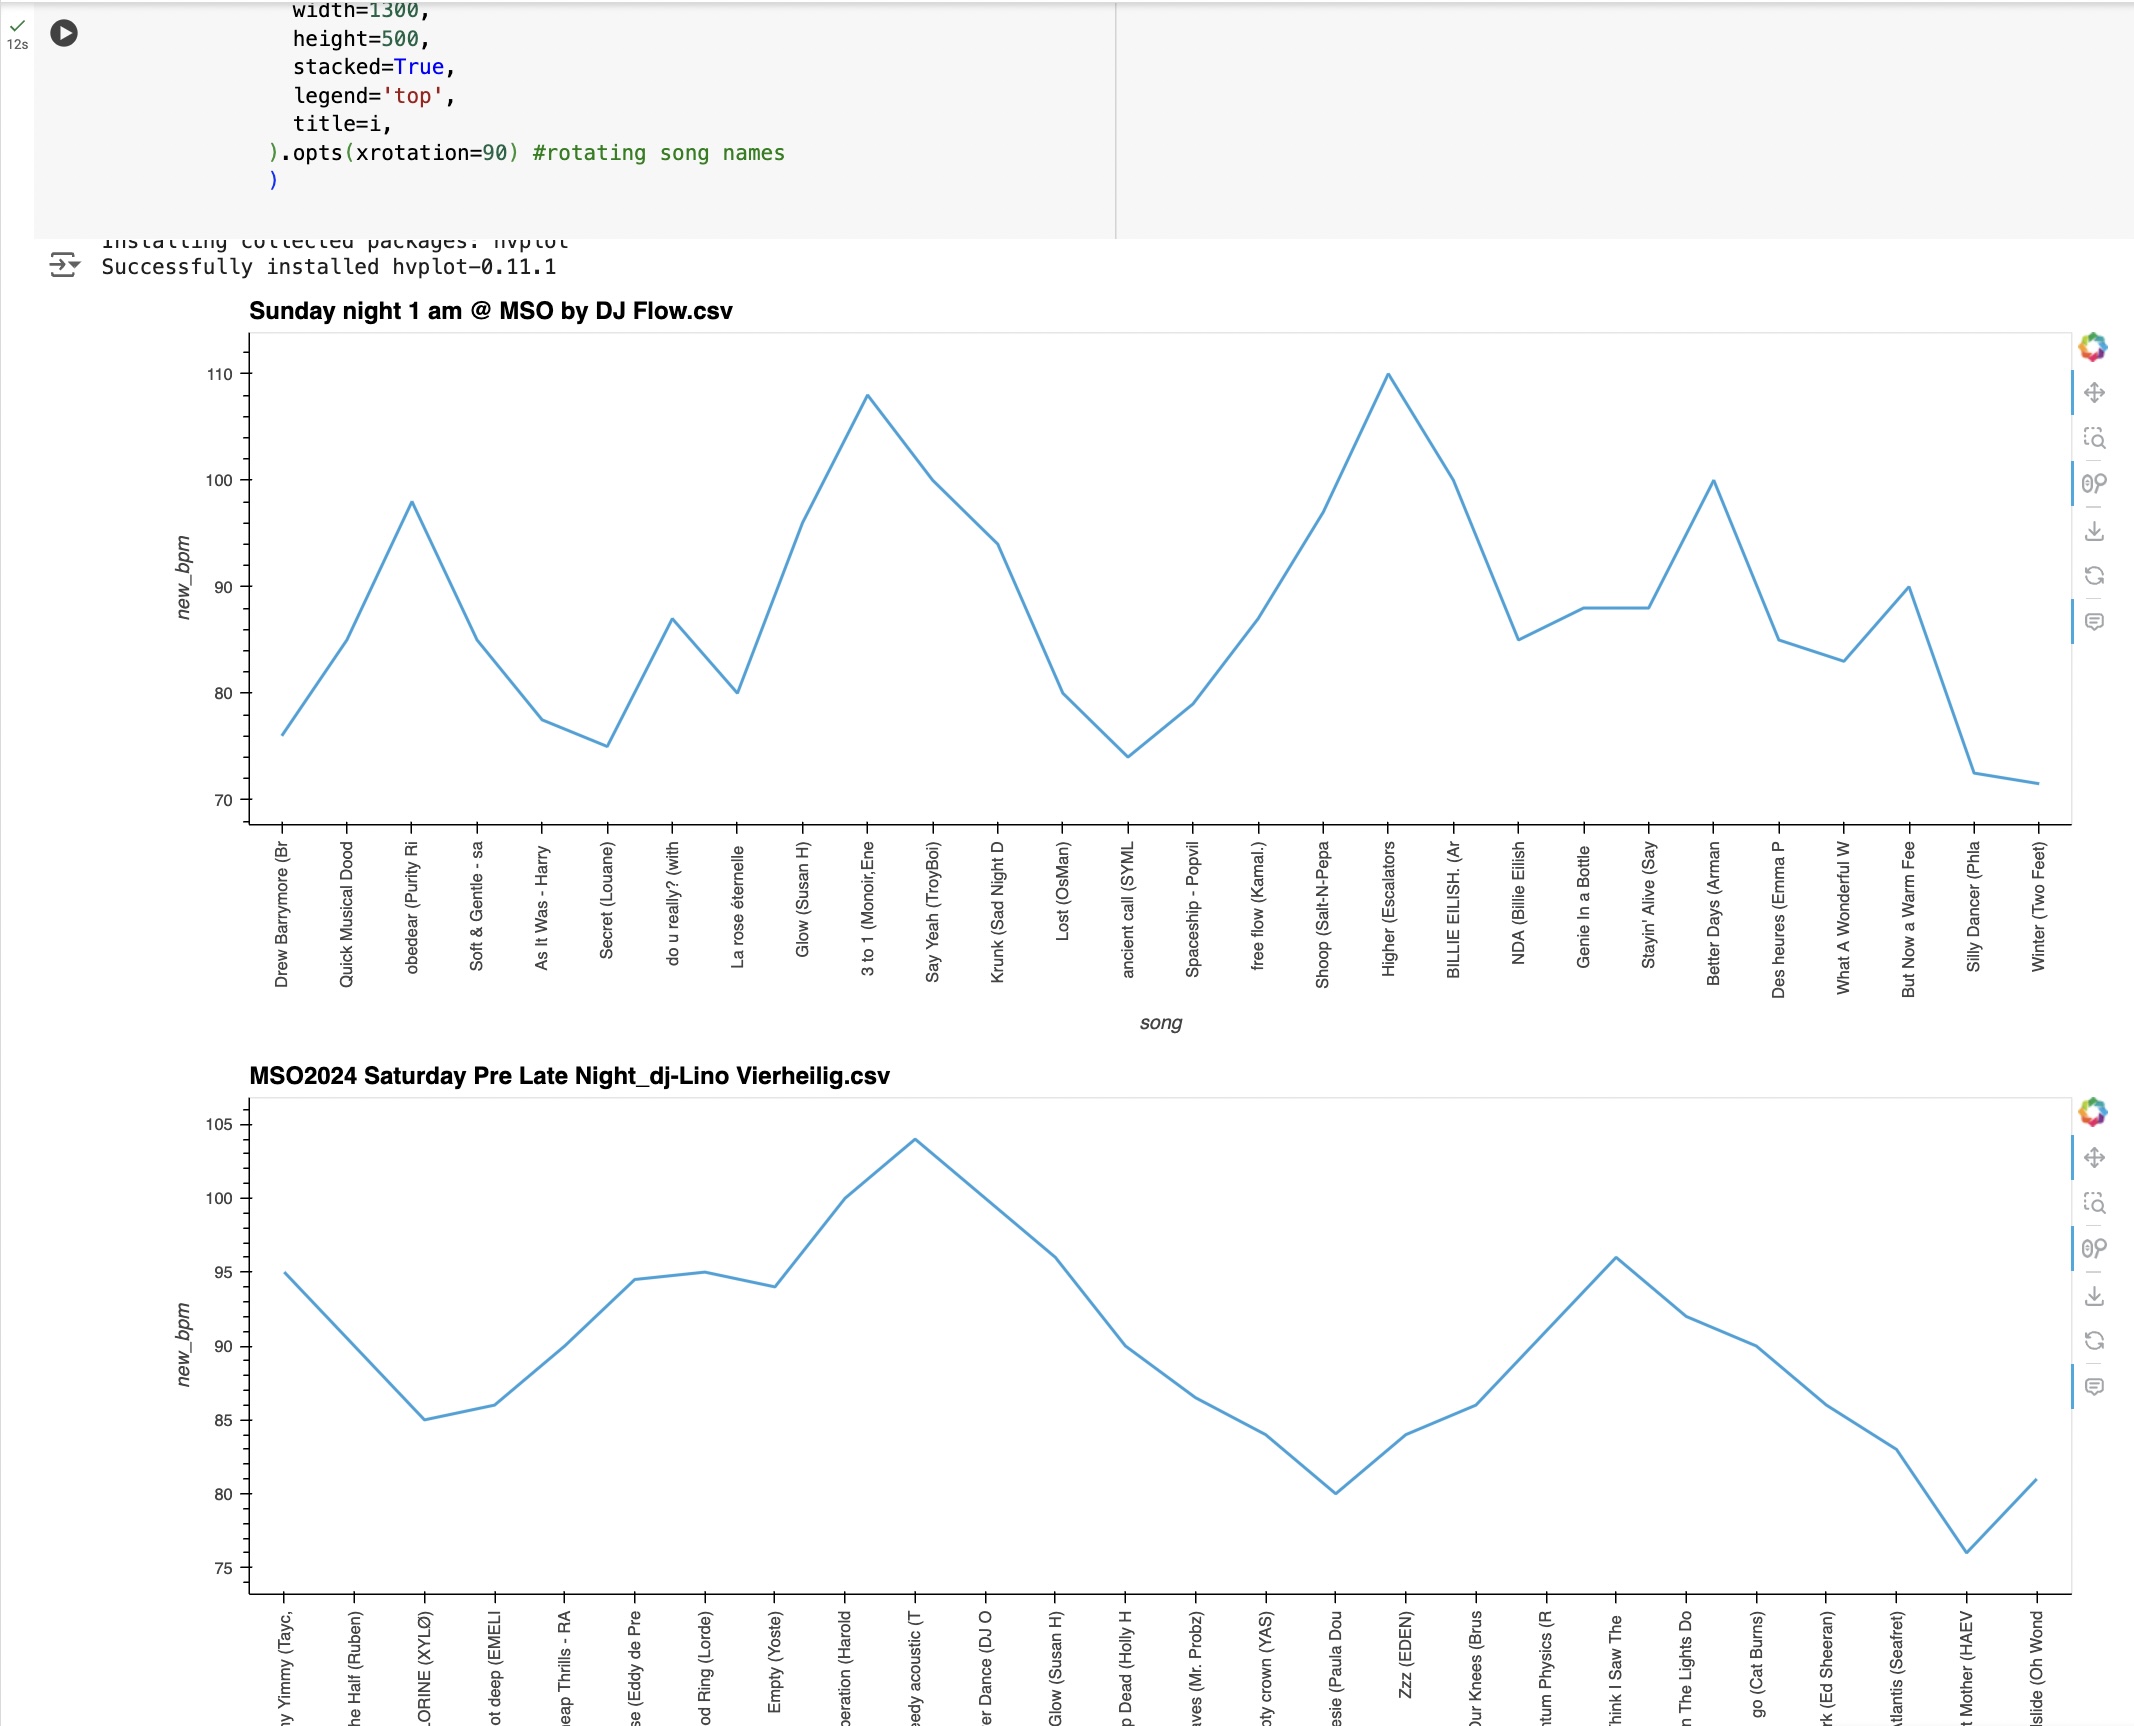 width=1300,
12s
height=500,
stacked=True,
legend='top',
title=i,
).opts(xrotation=90) #rotating song names
)
Installing collected packages: hvplot
Successfully installed hvplot-0.11.1
Sunday night 1 am @ MSO by DJ Flow.csv
110
100
90
80
70
new_bpm
Drew Barrymore (Br
Quick Musical Dood
obedear (Purity Ri
Soft & Gentle - sa
As It Was - Harry
Secret (Louane)
do u really? (with
La rose éternelle
Glow (Susan H)
3 to 1 (Monoir,Ene
Say Yeah (TroyBoi)
Krunk (Sad Night D
Lost (OsMan)
ancient call (SYML
Spaceship - Popvil
free flow (Kamal.)
Shoop (Salt-N-Pepa
Higher (Escalators
BILLIE EILISH. (Ar
NDA (Billie Eilish
Genie In a Bottle
Stayin' Alive (Say
Better Days (Arman
Des heures (Emma P
What A Wonderful W
But Now a Warm Fee
Silly Dancer (Phla
Winter (Two Feet)
song
MSO2024 Saturday Pre Late Night_dj-Lino Vierheilig.csv
105
100
95
90
85
80
75
new_bpm
ny Yimmy (Tayc,
he Half (Ruben)
LORINE (XYLØ)
ot deep (EMELI
eap Thrills - RA
se (Eddy de Pre
od Ring (Lorde)
Empty (Yoste)
peration (Harold
eedy acoustic (T
er Dance (DJ O
Glow (Susan H)
p Dead (Holly H
aves (Mr. Probz)
pty crown (YAS)
esie (Paula Dou
Zzz (EDEN)
Our Knees (Brus
ntum Physics (R
Think I Saw The
n The Lights Do
go (Cat Burns)
rk (Ed Sheeran)
Atlantis (Seafret)
t Mother (HAEV
lslide (Oh Wond